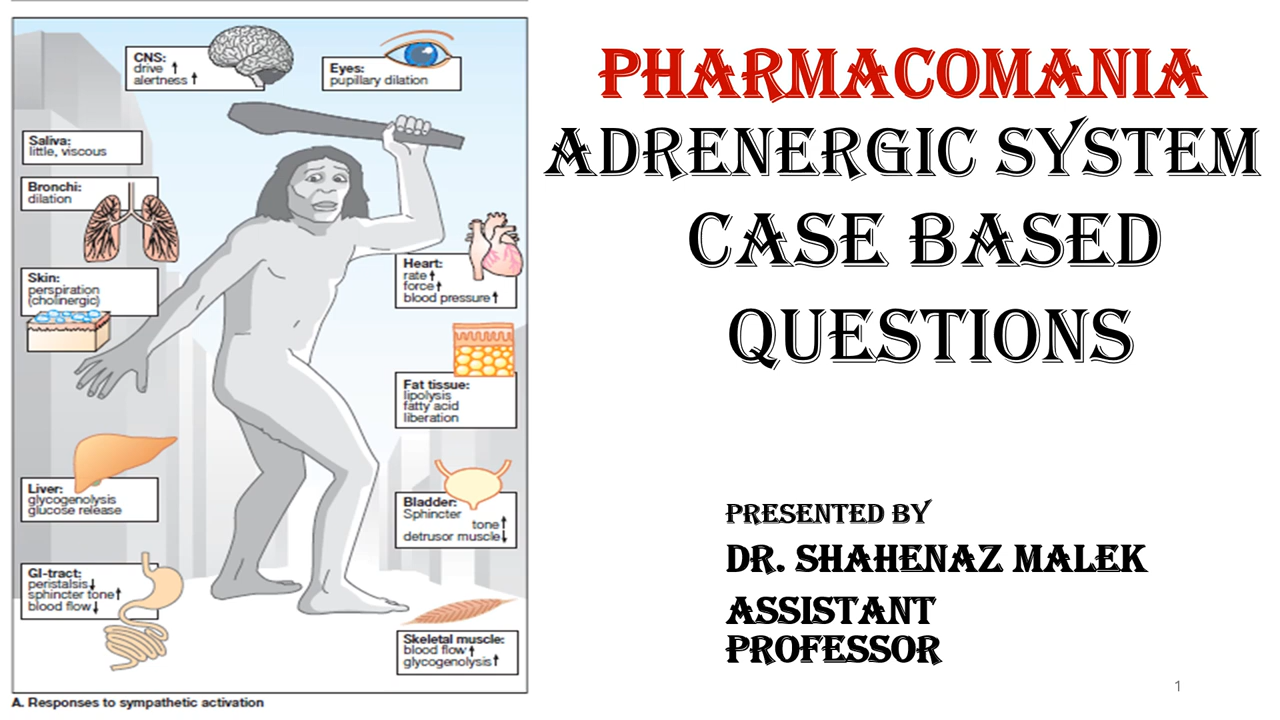 CNS:
drive ↑
alertness ↑
Eyes:
pupillary dilation
Saliva:
little, viscous
Bronchi:
dilation
Skin:
perspiration
(cholinergic)
Liver:
glycogenolysis
glucose release
GI-tract:
peristalsis↓
sphincter tone↑
blood flow↓
Heart:
rate↑
force↑
blood pressure↑
Fat tissue:
lipolysis
fatty acid
liberation
Bladder:
Sphincter
tone↑
detrusor muscle↓
Skeletal muscle:
blood flow↑
glycogenolysis↑
A. Responses to sympathetic activation
PHARMACOMANIA
ADRENERGIC SYSTEM
CASE BASED
QUESTIONS
PRESENTED BY
DR. SHAHENAZ MALEK
ASSISTANT
PROFESSOR
1